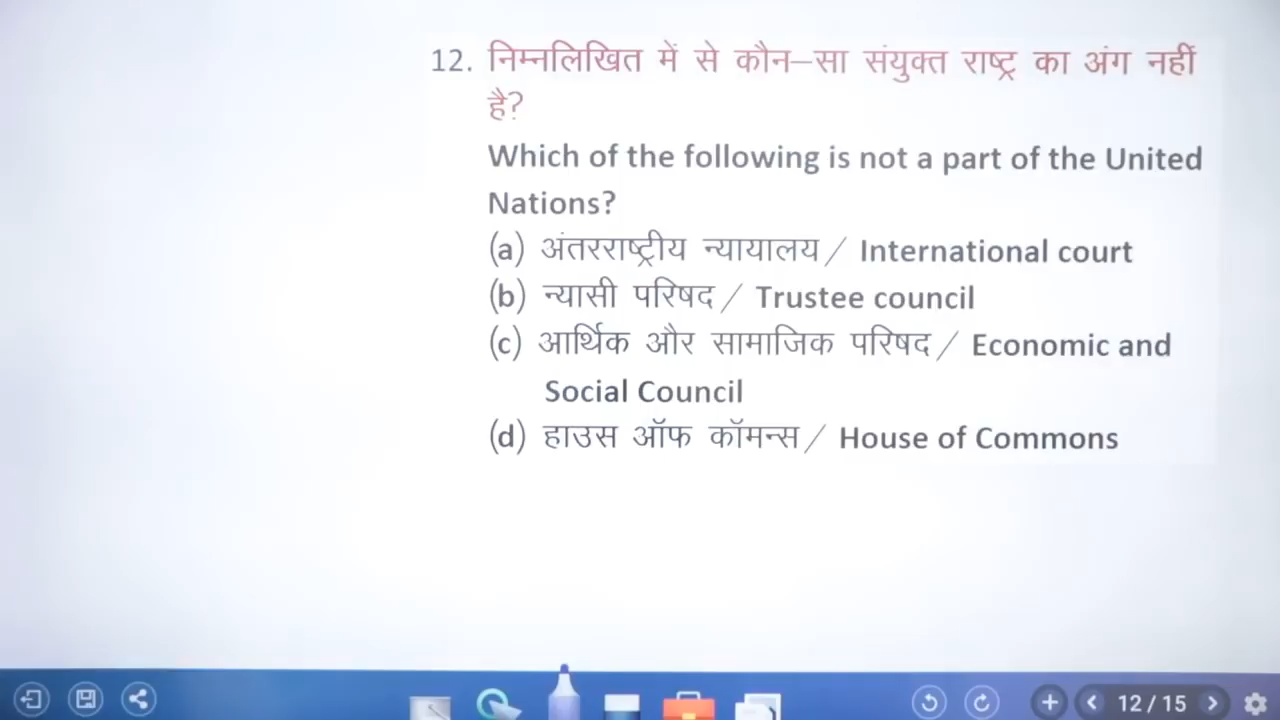 12. निम्नलिखित में से कौन–सा संयुक्त राष्ट्र का अंग नहीं
है?
Which of the following is not a part of the United
Nations?
(a) अंतरराष्ट्रीय न्यायालय / International court
(b) न्यासी परिषद / Trustee council
(c) आर्थिक और सामाजिक परिषद / Economic and
Social Council
(d) हाउस ऑफ कॉमन्स / House of Commons
12 / 15